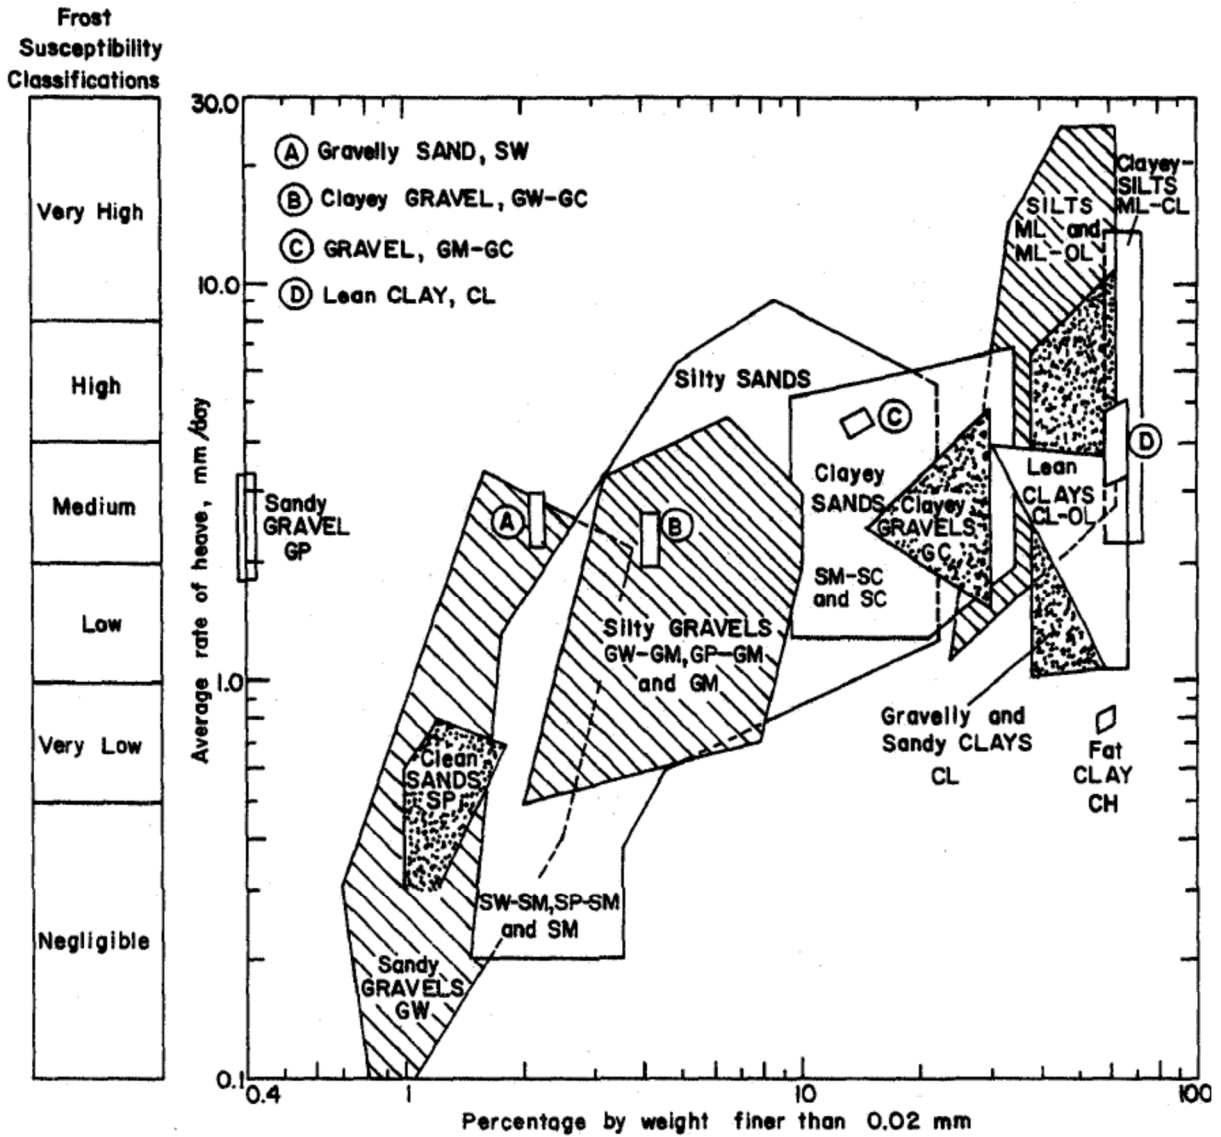 Frost
Susceptibility
Classifications
Very High
High
Medium
Low
Very Low
Negligible
Average rate of heave, mm/day
30.0
10.0
1.0
0.1
A Gravelly SAND, SW
B Clayey GRAVEL, GW-GC
C GRAVEL, GM-GC
D Lean CLAY, CL
Clayey-
SILTS
ML-CL
SILTS
ML and
ML-OL
Silty SANDS
C
D
Sandy
GRAVEL
GP
A
B
Clayey
SANDS
SM-SC
and SC
Clayey
GRAVELS
GC
Lean
CLAYS
CL-OL
Silty GRAVELS
GW-GM, GP-GM
and GM
Clean
SANDS
SP
Gravelly and
Sandy CLAYS
CL
Fat
CLAY
CH
SW-SM, SP-SM
and SM
Sandy
GRAVELS
GW
0.4
1
10
100
Percentage by weight finer than 0.02 mm